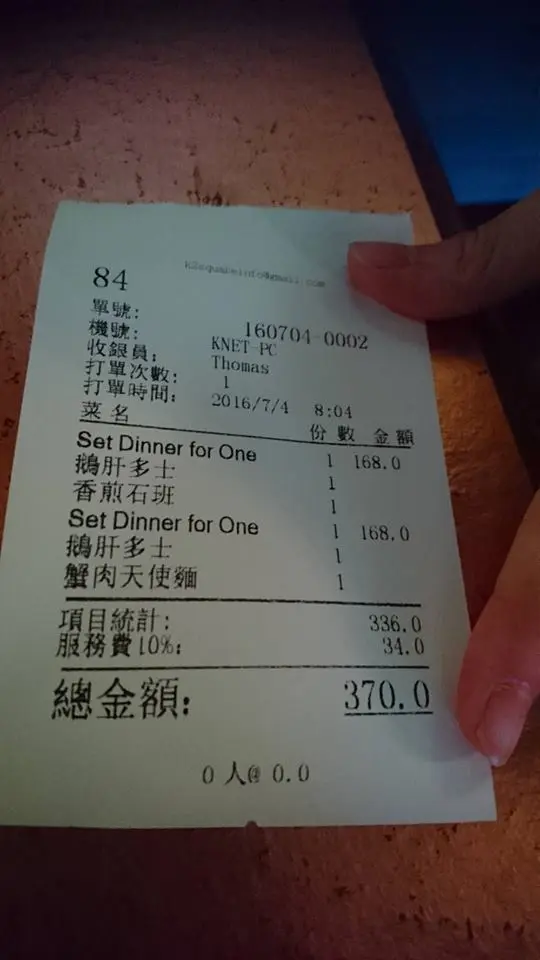 84
單號: 160704-0002
機號: KNET-PC
收銀員: Thomas
打單次數: 1
打單時間: 2016/7/4 8:04
菜名 份數 金額
Set Dinner for One 1 168.0
鵝肝多士 1
香煎石班 1
Set Dinner for One 1 168.0
鵝肝多士 1
蟹肉天使麵 1
項目統計: 336.0
服務費10%: 34.0
總金額: 370.0
0 人@ 0.0